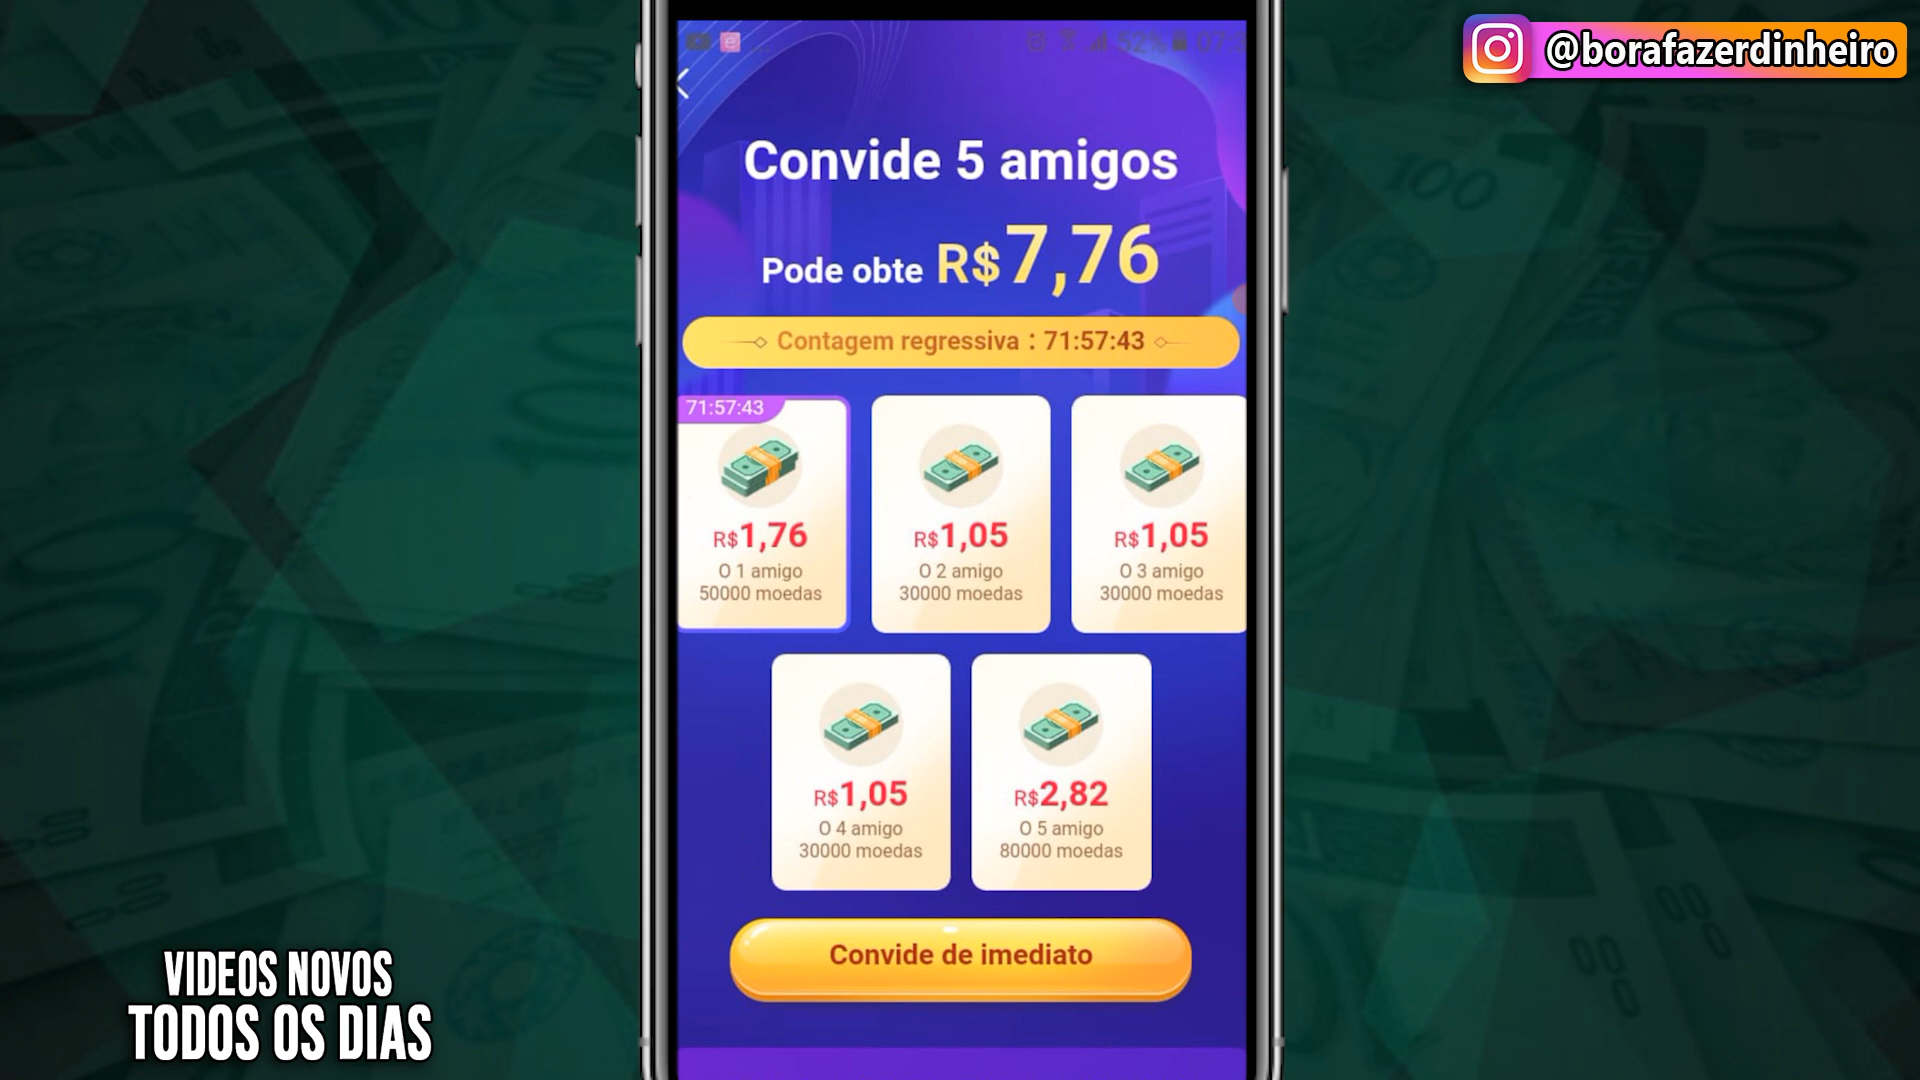 @borafazerdinheiro
52%
Convide 5 amigos
Pode obte R$7,76
Contagem regressiva : 71:57:43
71:57:43
R$1,76
O 1 amigo
50000 moedas
R$1,05
O 2 amigo
30000 moedas
R$1,05
O 3 amigo
30000 moedas
R$1,05
O 4 amigo
30000 moedas
R$2,82
O 5 amigo
80000 moedas
Convide de imediato
VIDEOS NOVOS
TODOS OS DIAS